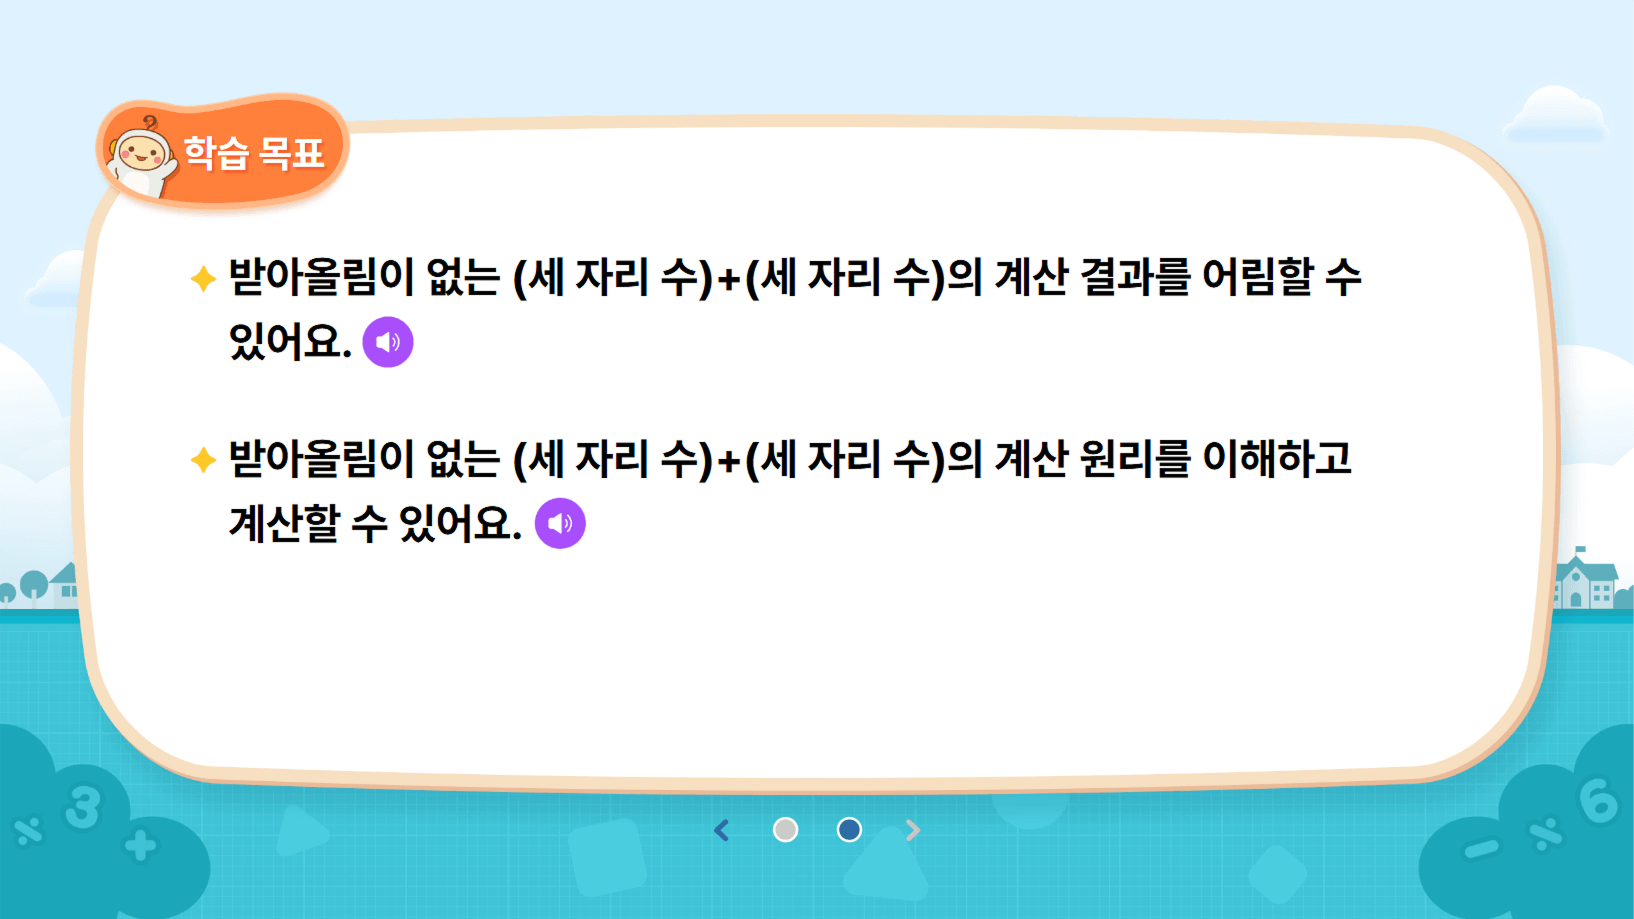 학습 목표
받아올림이 없는 (세 자리 수)+(세 자리 수)의 계산 결과를 어림할 수
있어요.
받아올림이 없는 (세 자리 수)+(세 자리 수)의 계산 원리를 이해하고
계산할 수 있어요.
3
÷
+
6
÷
−